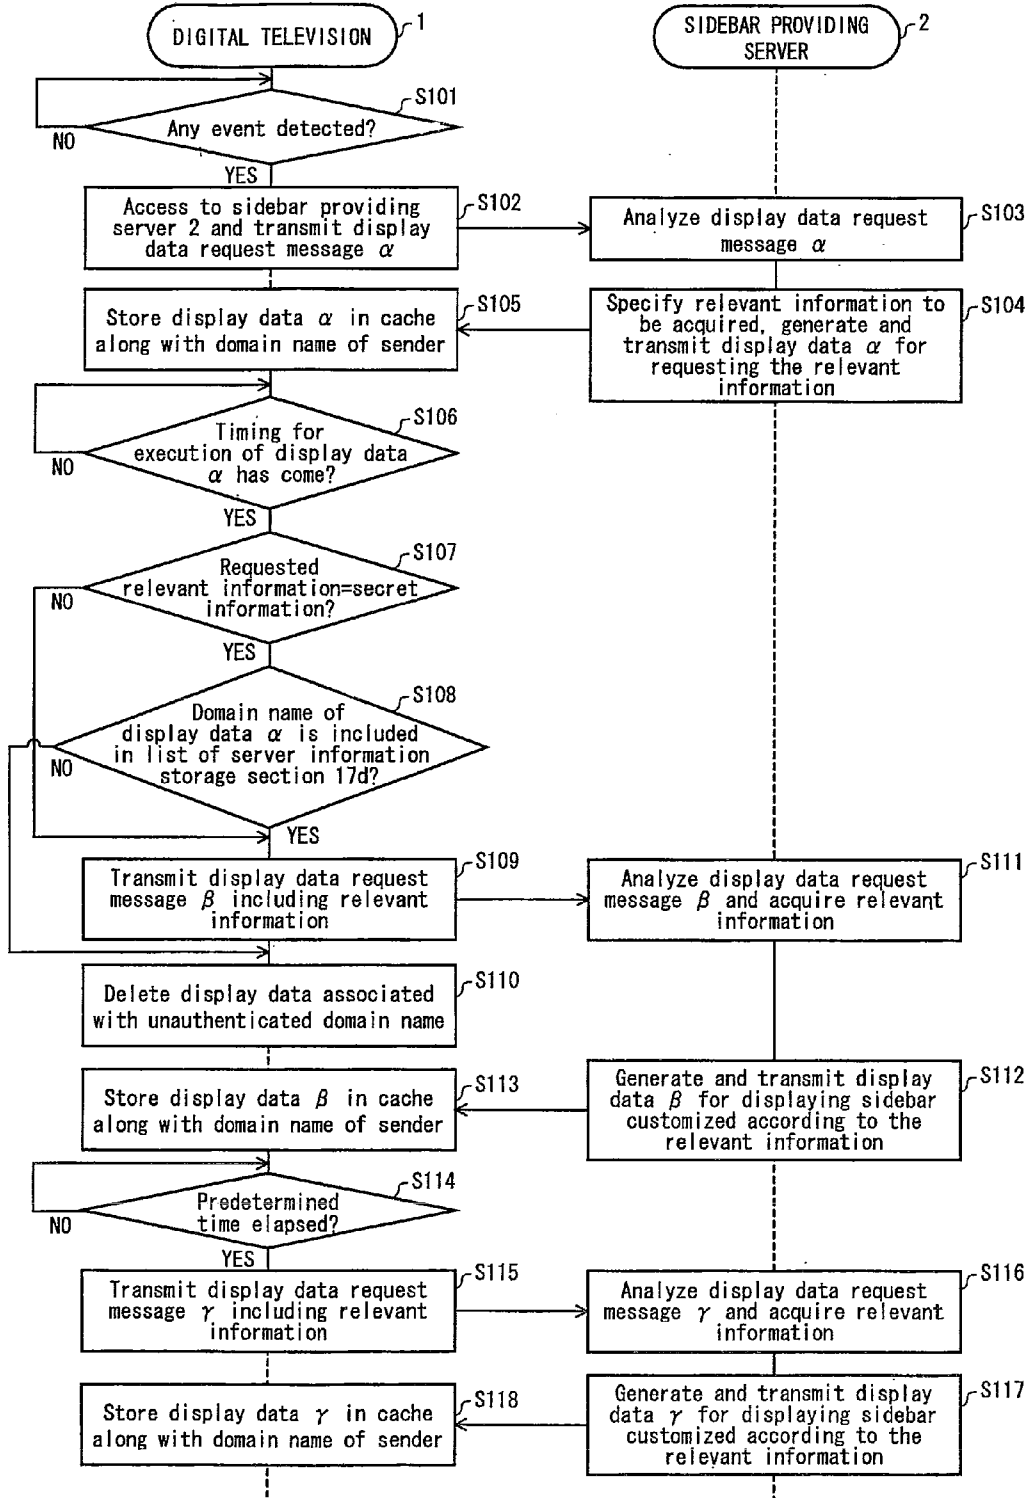 DIGITAL TELEVISION
1
SIDEBAR PROVIDING
SERVER
2
S101
Any event detected?
NO
YES
Access to sidebar providing
server 2 and transmit display
data request message α
S102
Analyze display data request
message α
S103
Specify relevant information to
be acquired, generate and
transmit display data α for
requesting the relevant
information
S104
Store display data α in cache
along with domain name of sender
S105
S106
Timing for
execution of display data
α has come?
NO
YES
S107
Requested
relevant information=secret
information?
NO
YES
S108
Domain name of
display data α is included
in list of server information
storage section 17d?
NO
YES
Transmit display data request
message β including relevant
information
S109
Analyze display data request
message β and acquire relevant
information
S111
Delete display data associated
with unauthenticated domain name
S110
Store display data β in cache
along with domain name of sender
S113
Generate and transmit display
data β for displaying sidebar
customized according to the
relevant information
S112
S114
Predetermined
time elapsed?
NO
YES
Transmit display data request
message γ including relevant
information
S115
Analyze display data request
message γ and acquire relevant
information
S116
Store display data γ in cache
along with domain name of sender
S118
Generate and transmit display
data γ for displaying sidebar
customized according to the
relevant information
S117